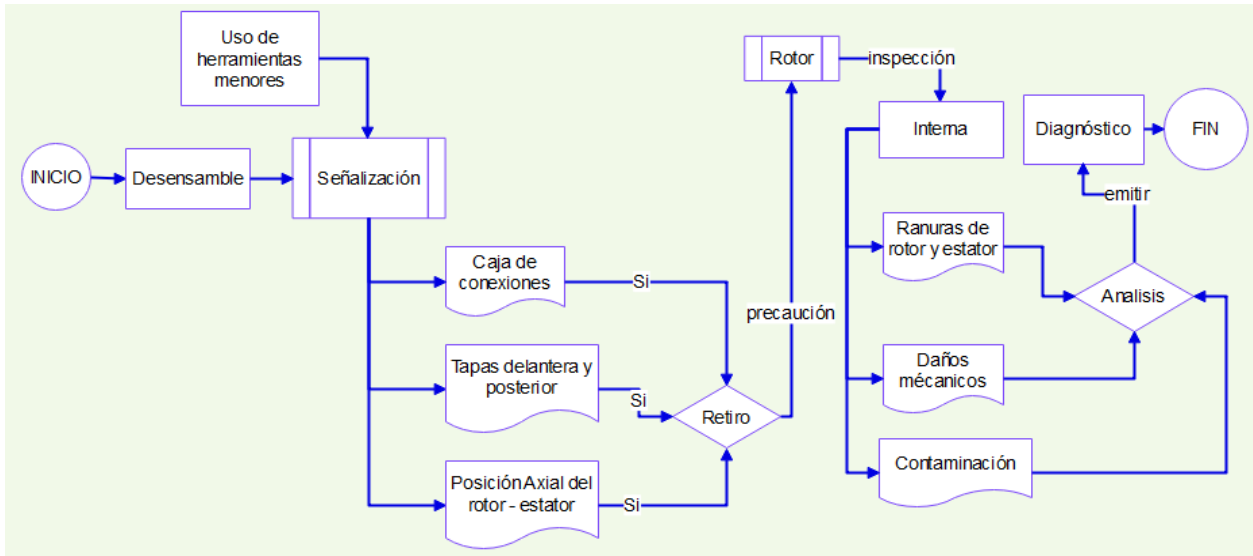 Uso de
herramientas
menores
INICIO
Desensamble
Señalización
Caja de
conexiones
Si
Tapas delantera y
posterior
Si
Posición Axial del
rotor - estator
Si
Retiro
precaución
Rotor
inspección
Interna
Ranuras de
rotor y estator
Daños
mécanicos
Contaminación
Analisis
emitir
Diagnóstico
FIN